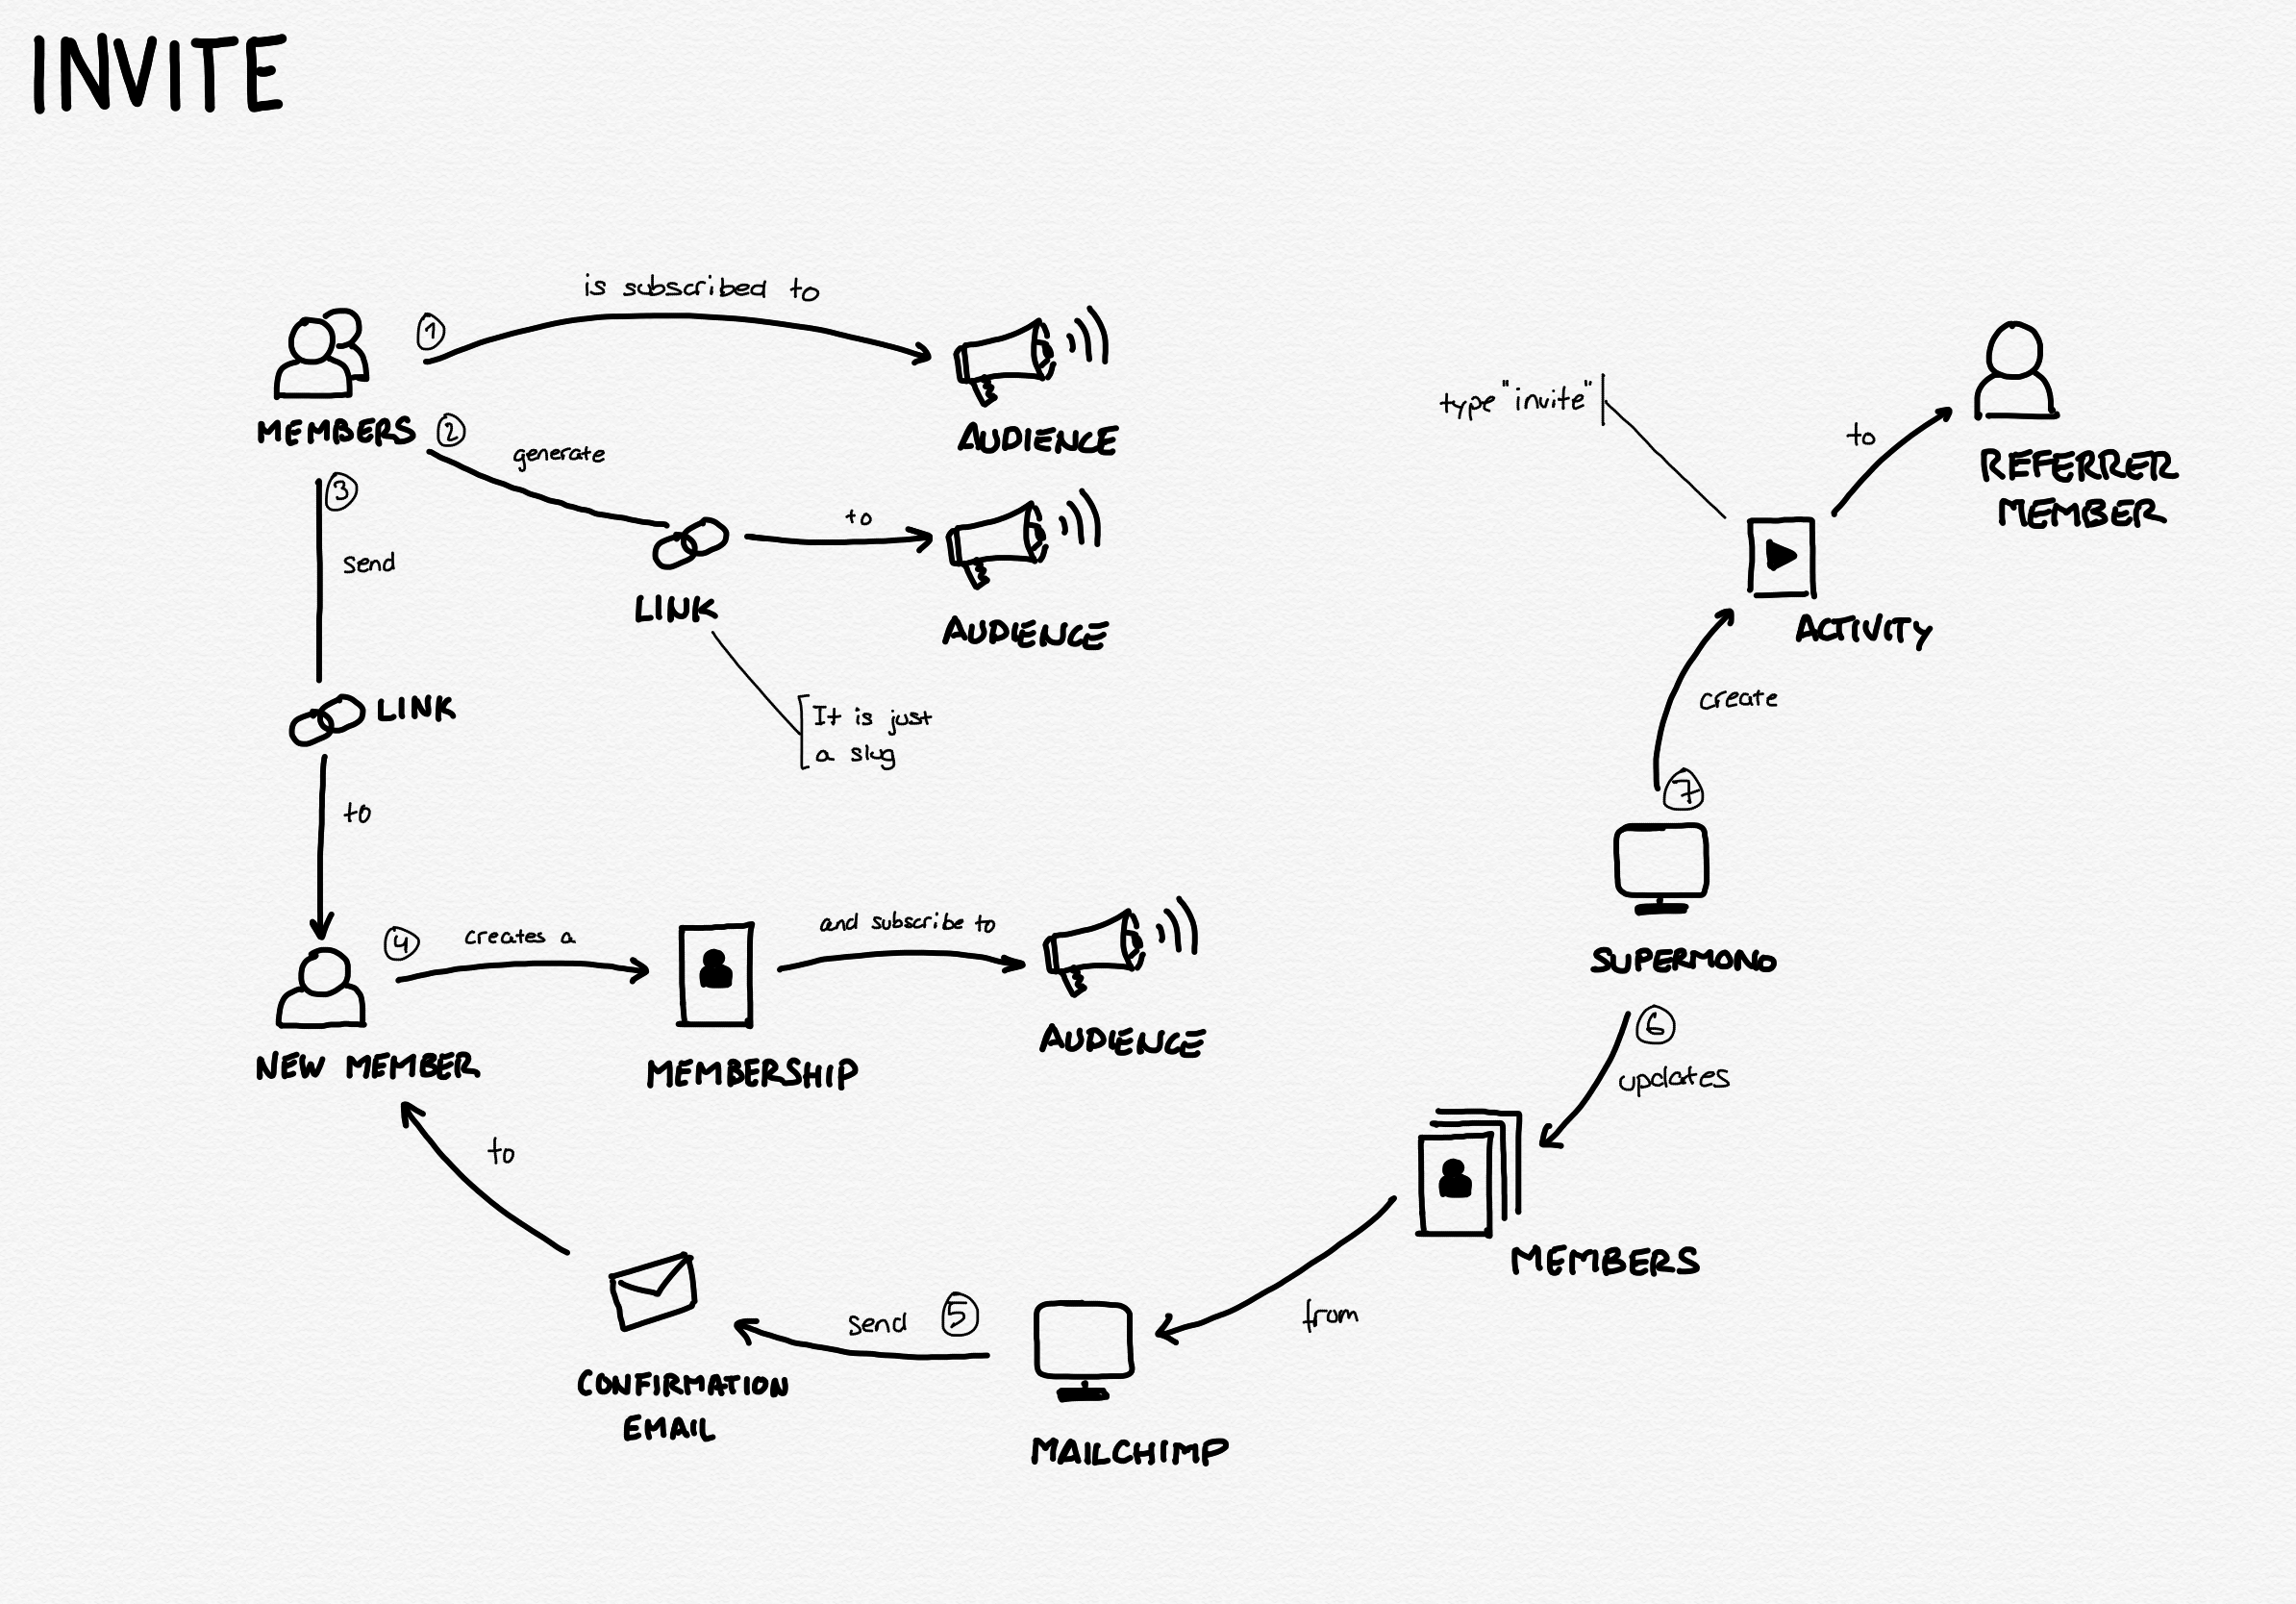 INVITE
1
is subscribed to
MEMBERS
AUDIENCE
2
generate
LINK
to
AUDIENCE
It is just
a slug
3
send
LINK
to
NEW MEMBER
4
creates a
MEMBERSHIP
and subscribe to
AUDIENCE
MAILCHIMP
5
send
CONFIRMATION
EMAIL
to
SUPERMONO
6
updates
MEMBERS
from
7
create
ACTIVITY
type "invite"
to
REFERRER
MEMBER